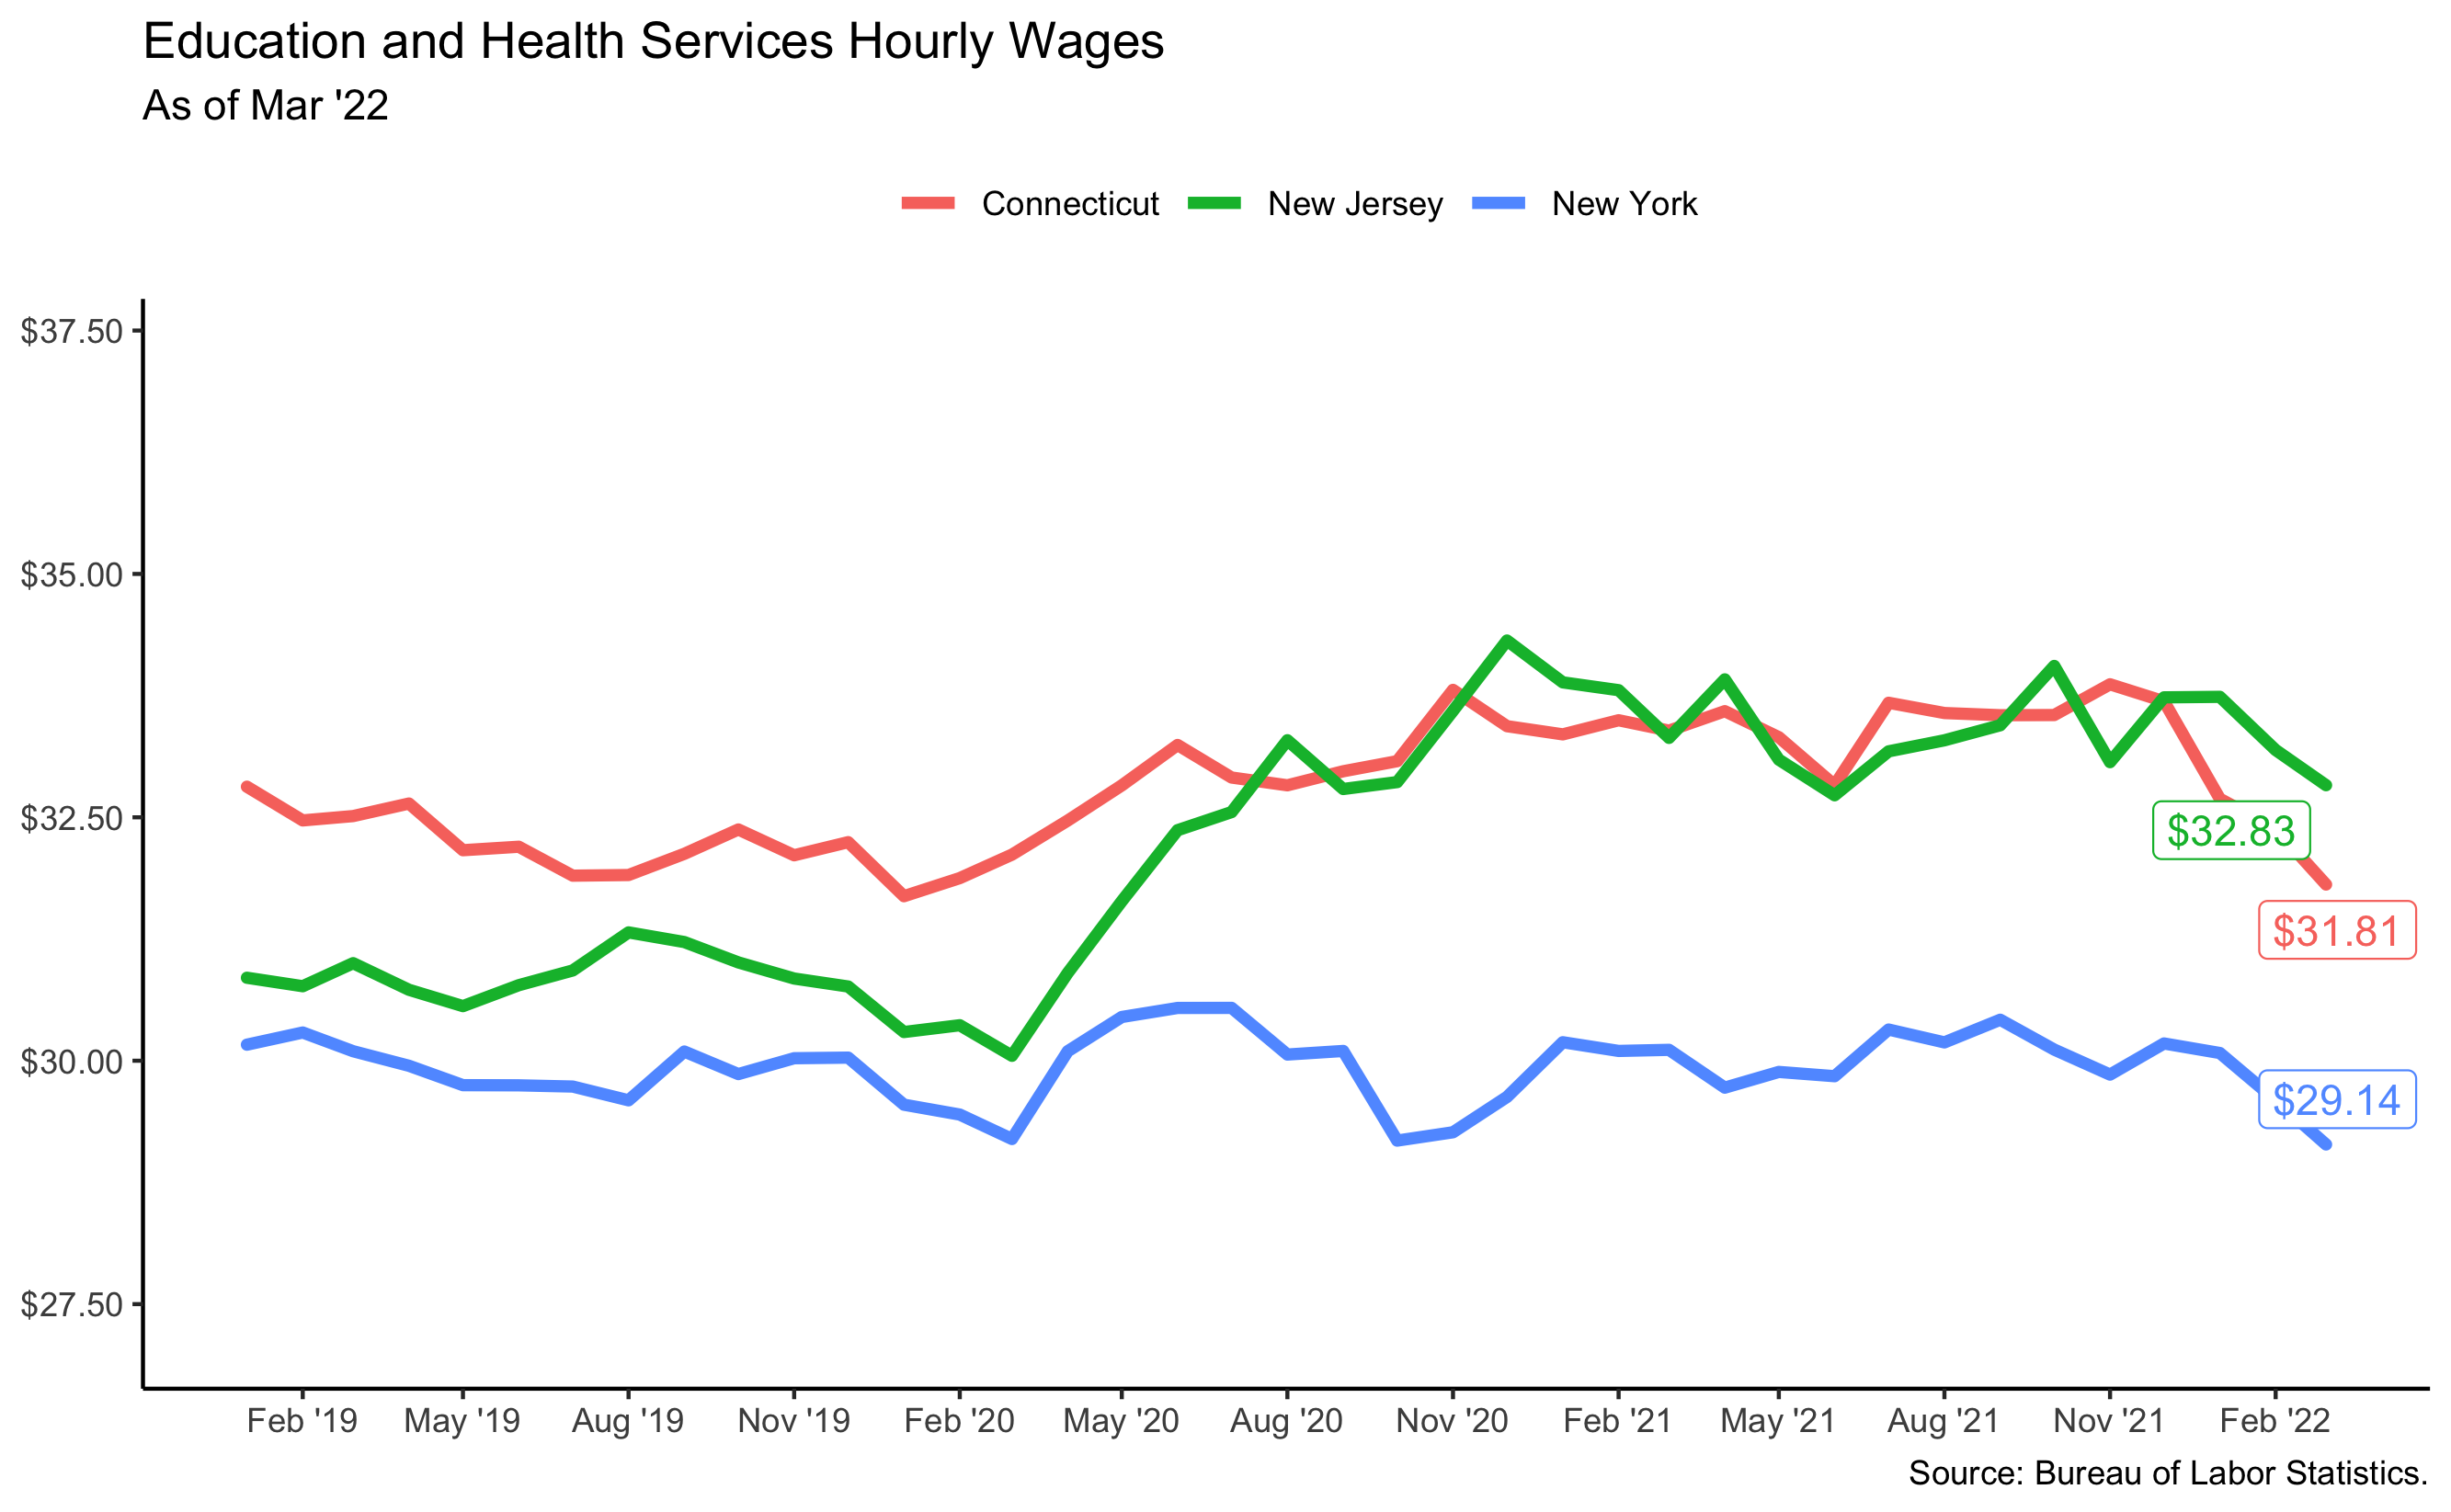 Education and Health Services Hourly Wages
As of Mar '22
Connecticut New Jersey New York
$37.50
$35.00
$32.50
$30.00
$27.50
$32.83
$31.81
$29.14
Feb '19 May '19 Aug '19 Nov '19 Feb '20 May '20 Aug '20 Nov '20 Feb '21 May '21 Aug '21 Nov '21 Feb '22
Source: Bureau of Labor Statistics.